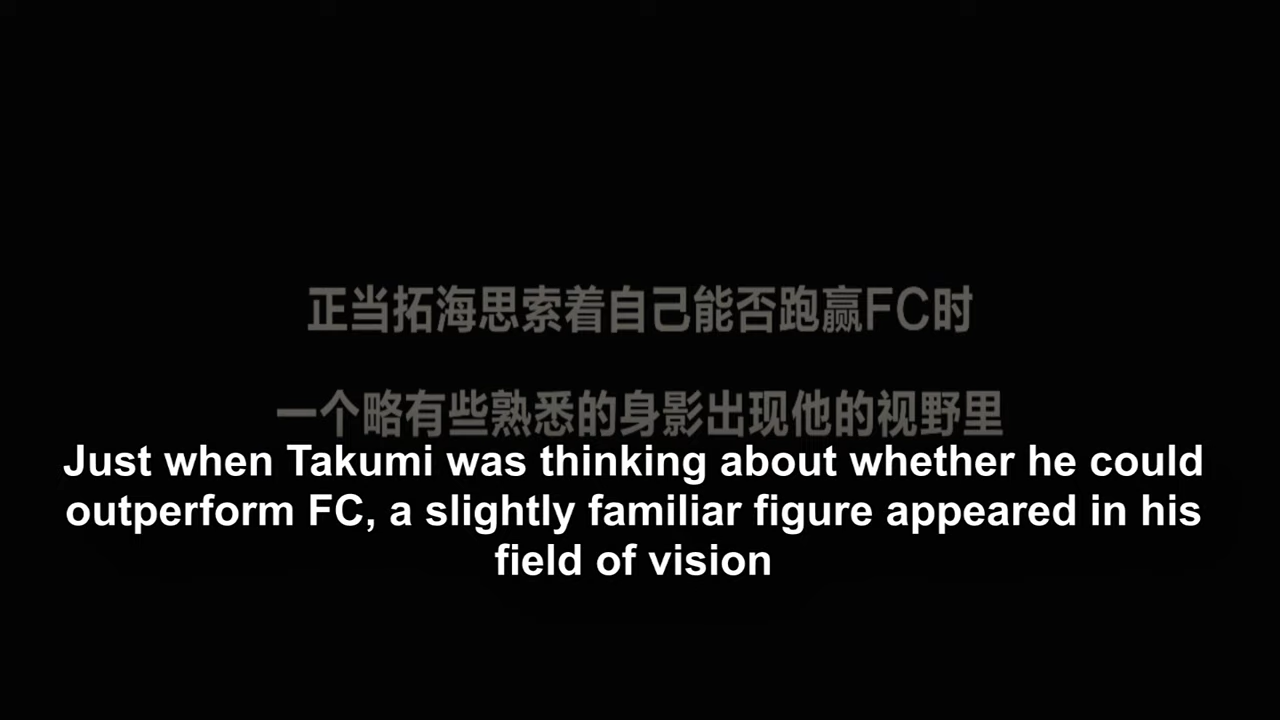 正当拓海思索着自己能否跑赢FC时
一个略有些熟悉的身影出现他的视野里
Just when Takumi was thinking about whether he could
outperform FC, a slightly familiar figure appeared in his
field of vision